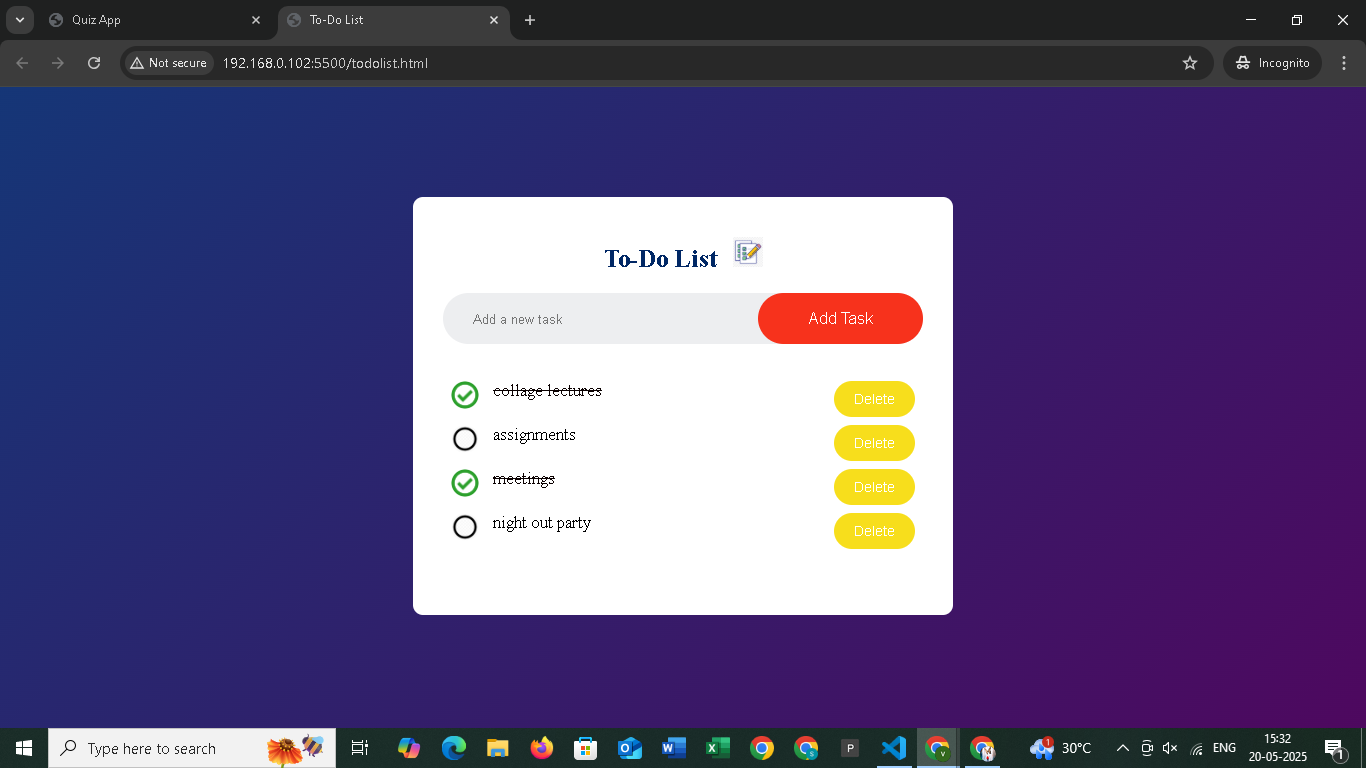 Quiz App
To-Do List
Not secure
192.168.0.102:5500/todolist.html
Incognito
To-Do List
Add a new task
Add Task
collage lectures
Delete
assignments
Delete
meetings
Delete
night out party
Delete
Type here to search
P
1
30°C
ENG
15:32
20-05-2025
1